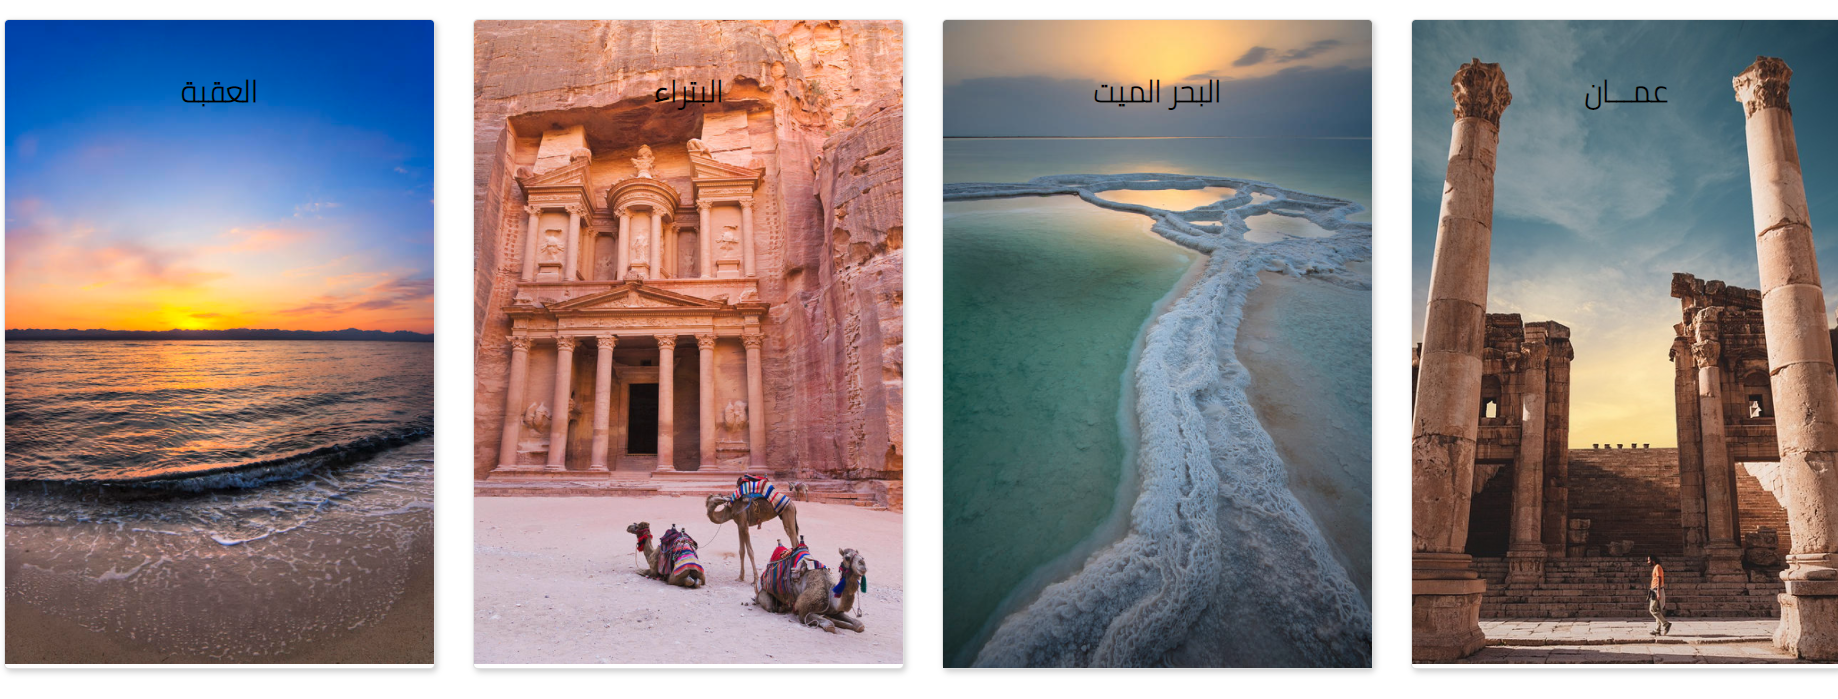 عمـــان
البحر الميت
البتراء
العقبة